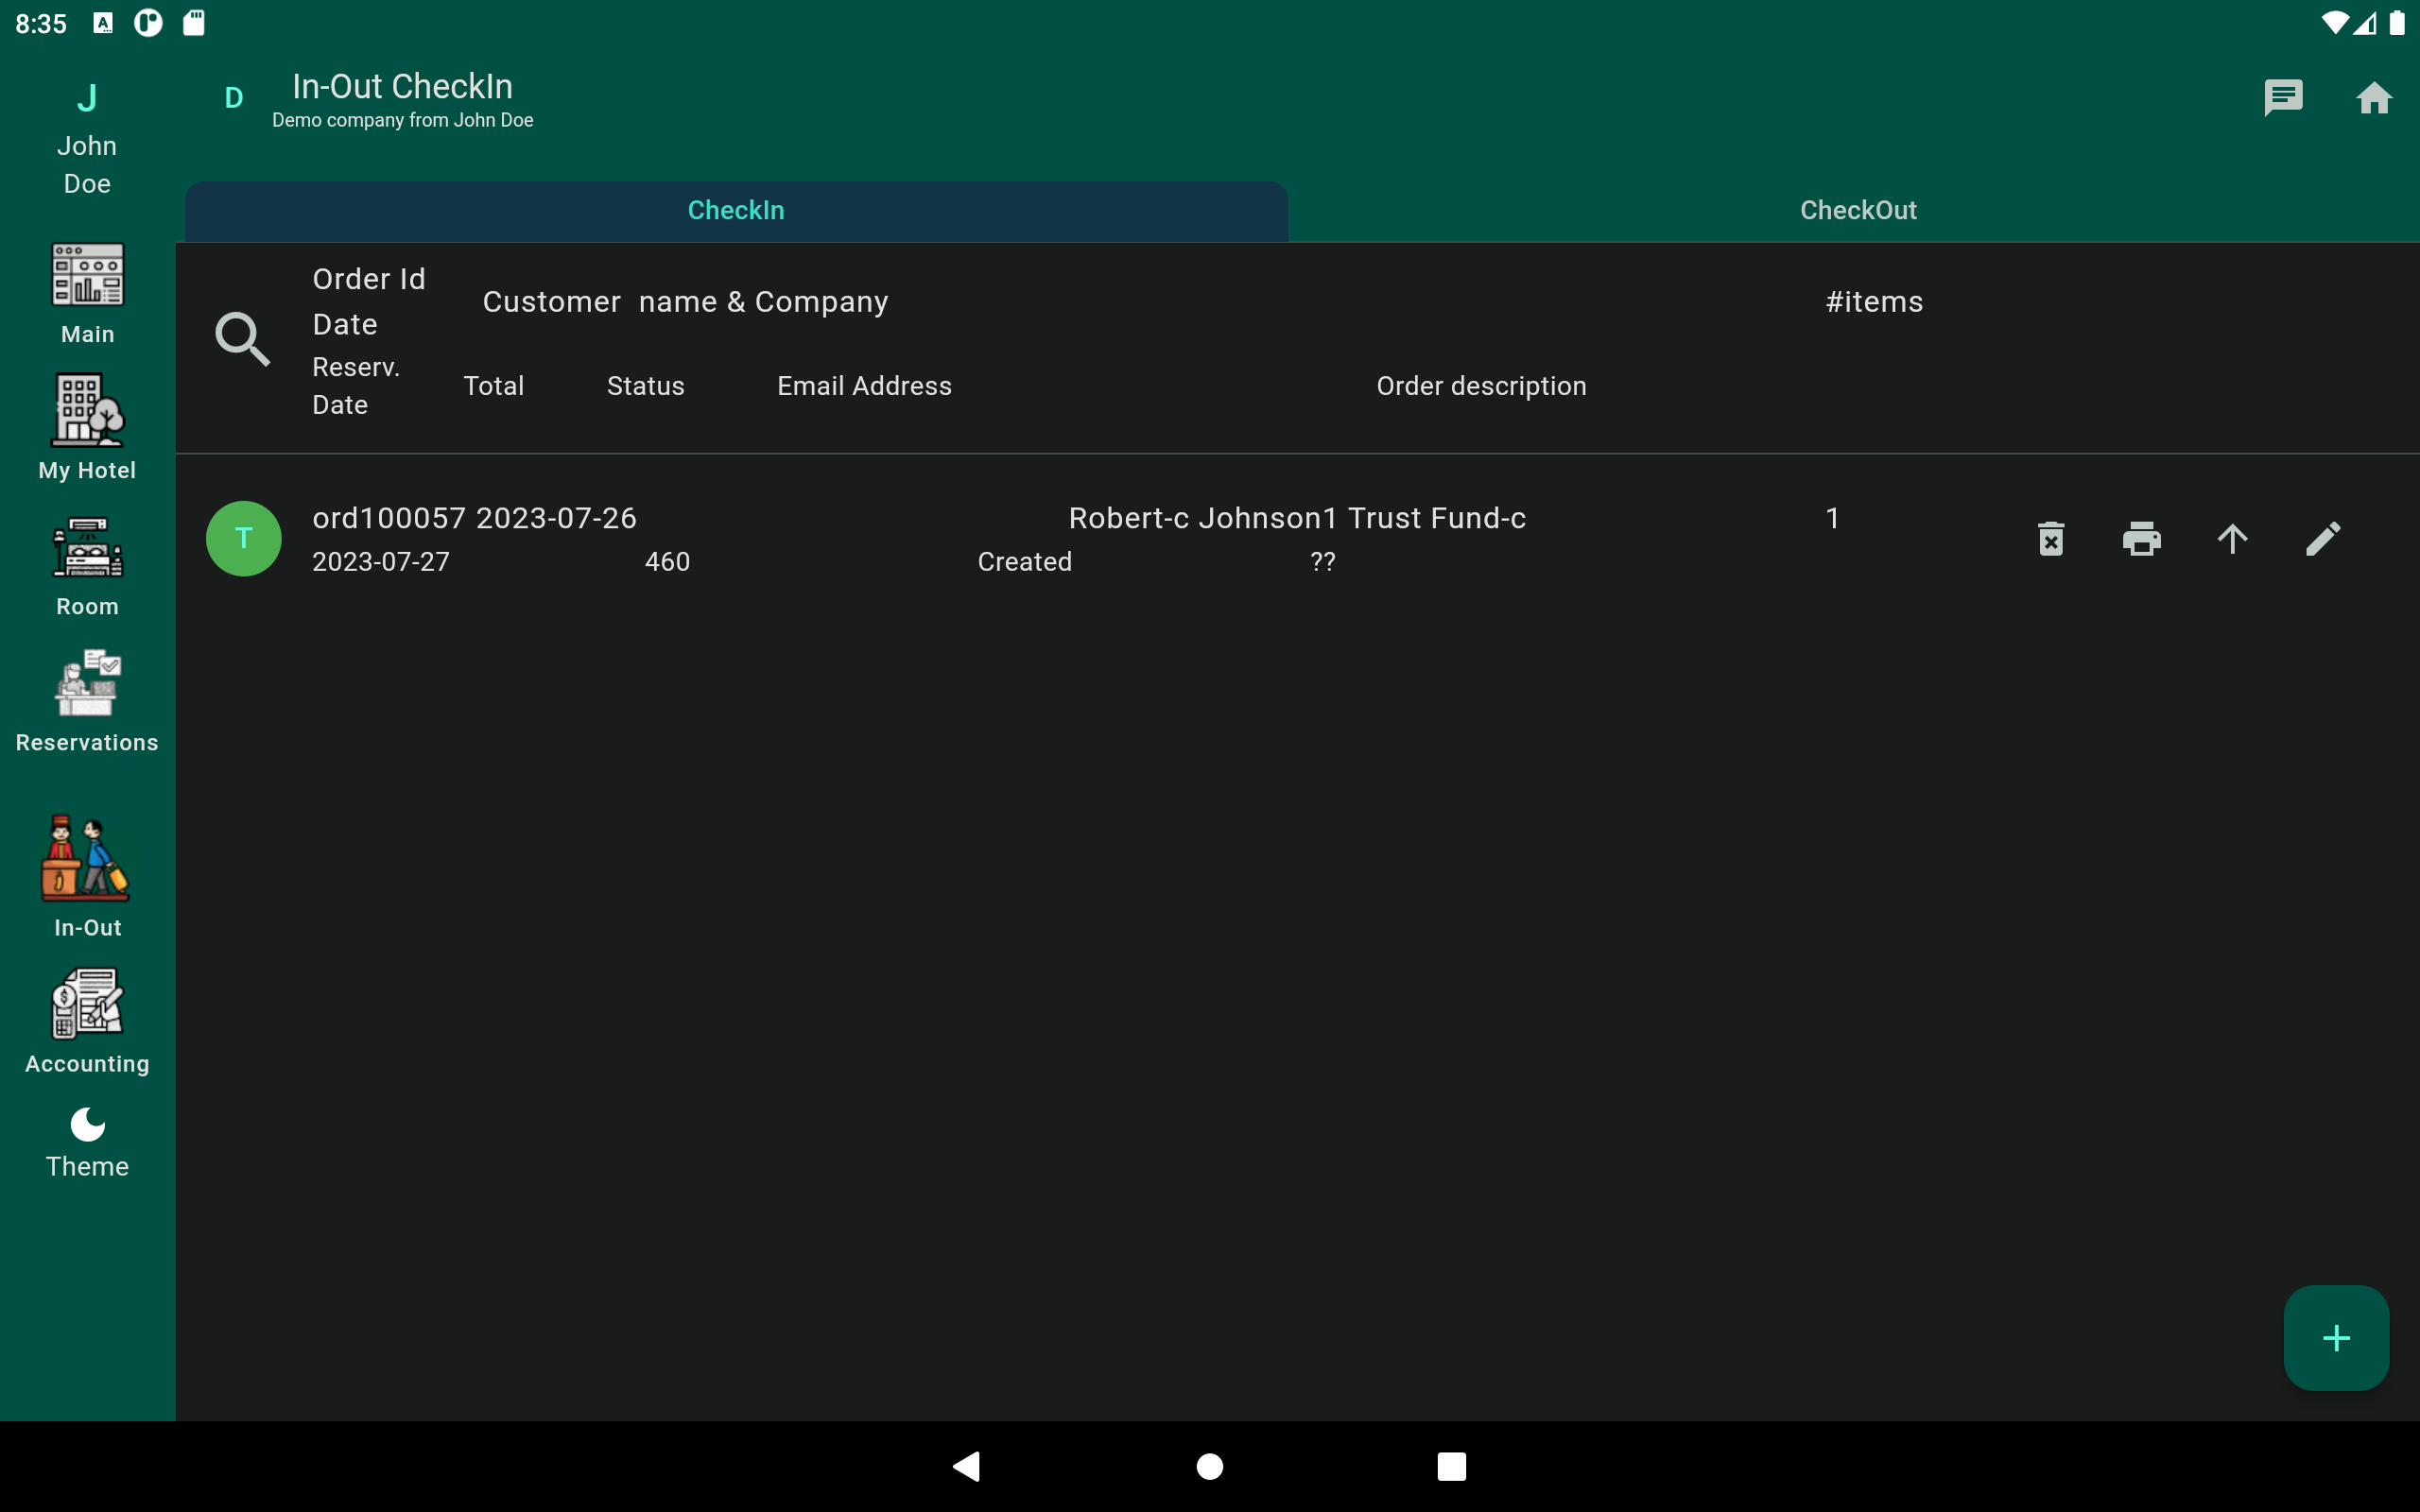 8:35
J
John
Doe
D
In-Out CheckIn
Demo company from John Doe
CheckIn
CheckOut
Main
My Hotel
Room
Reservations
In-Out
Accounting
Theme
Order Id
Date
Customer  name & Company
#items
Reserv.
Date
Total
Status
Email Address
Order description
T
ord100057 2023-07-26
Robert-c Johnson1 Trust Fund-c
1
2023-07-27
460
Created
??
+